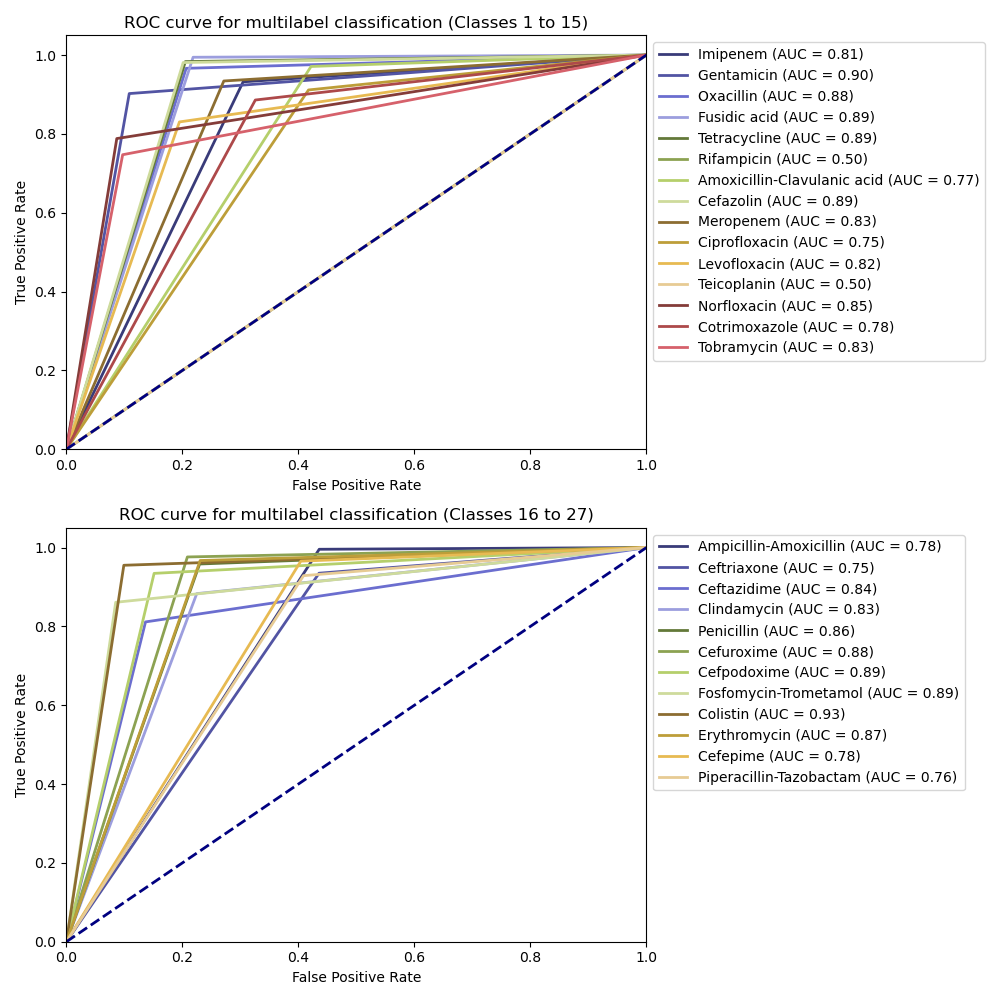 ROC curve for multilabel classification (Classes 1 to 15)
True Positive Rate
1.0
0.8
0.6
0.4
0.2
0.0
0.0 0.2 0.4 0.6 0.8 1.0
False Positive Rate
Imipenem (AUC = 0.81)
Gentamicin (AUC = 0.90)
Oxacillin (AUC = 0.88)
Fusidic acid (AUC = 0.89)
Tetracycline (AUC = 0.89)
Rifampicin (AUC = 0.50)
Amoxicillin-Clavulanic acid (AUC = 0.77)
Cefazolin (AUC = 0.89)
Meropenem (AUC = 0.83)
Ciprofloxacin (AUC = 0.75)
Levofloxacin (AUC = 0.82)
Teicoplanin (AUC = 0.50)
Norfloxacin (AUC = 0.85)
Cotrimoxazole (AUC = 0.78)
Tobramycin (AUC = 0.83)
ROC curve for multilabel classification (Classes 16 to 27)
True Positive Rate
1.0
0.8
0.6
0.4
0.2
0.0
0.0 0.2 0.4 0.6 0.8 1.0
False Positive Rate
Ampicillin-Amoxicillin (AUC = 0.78)
Ceftriaxone (AUC = 0.75)
Ceftazidime (AUC = 0.84)
Clindamycin (AUC = 0.83)
Penicillin (AUC = 0.86)
Cefuroxime (AUC = 0.88)
Cefpodoxime (AUC = 0.89)
Fosfomycin-Trometamol (AUC = 0.89)
Colistin (AUC = 0.93)
Erythromycin (AUC = 0.87)
Cefepime (AUC = 0.78)
Piperacillin-Tazobactam (AUC = 0.76)